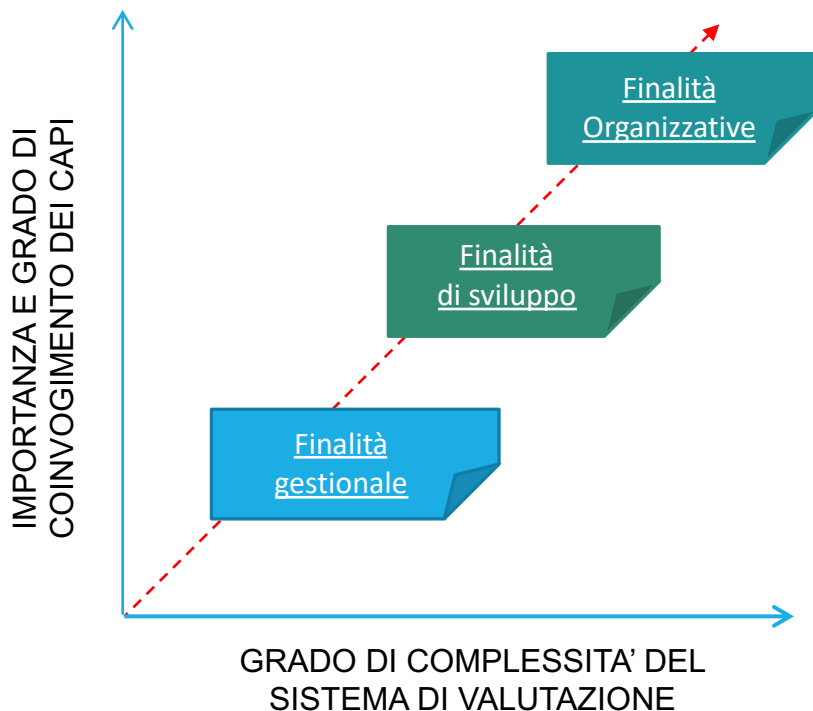 IMPORTANZA E GRADO DI
COINVOGIMENTO DEI CAPI
Finalità
Organizzative
Finalità
di sviluppo
Finalità
gestionale
GRADO DI COMPLESSITA’ DEL
SISTEMA DI VALUTAZIONE